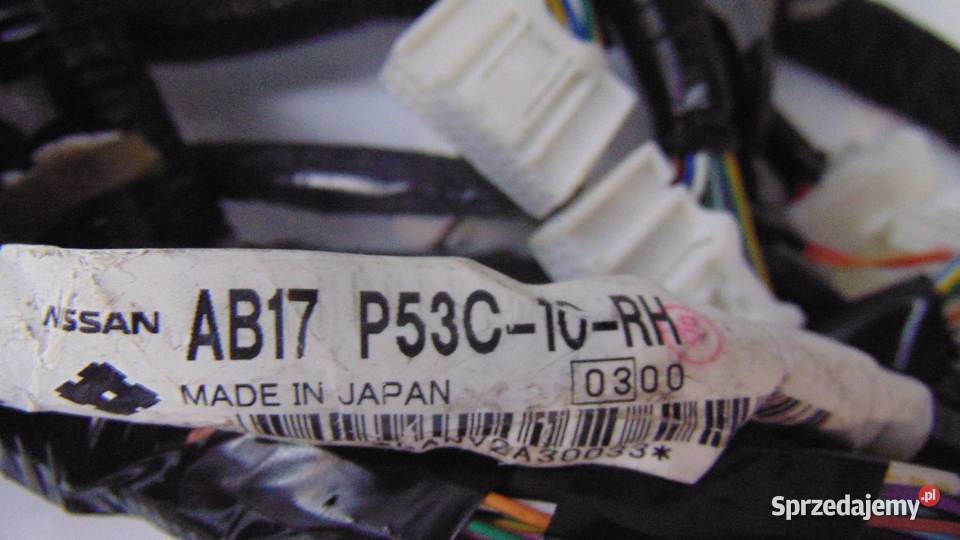 NISSAN AB17 P53C-10-RH
MADE IN JAPAN 0300
Sprzedajemy.pl